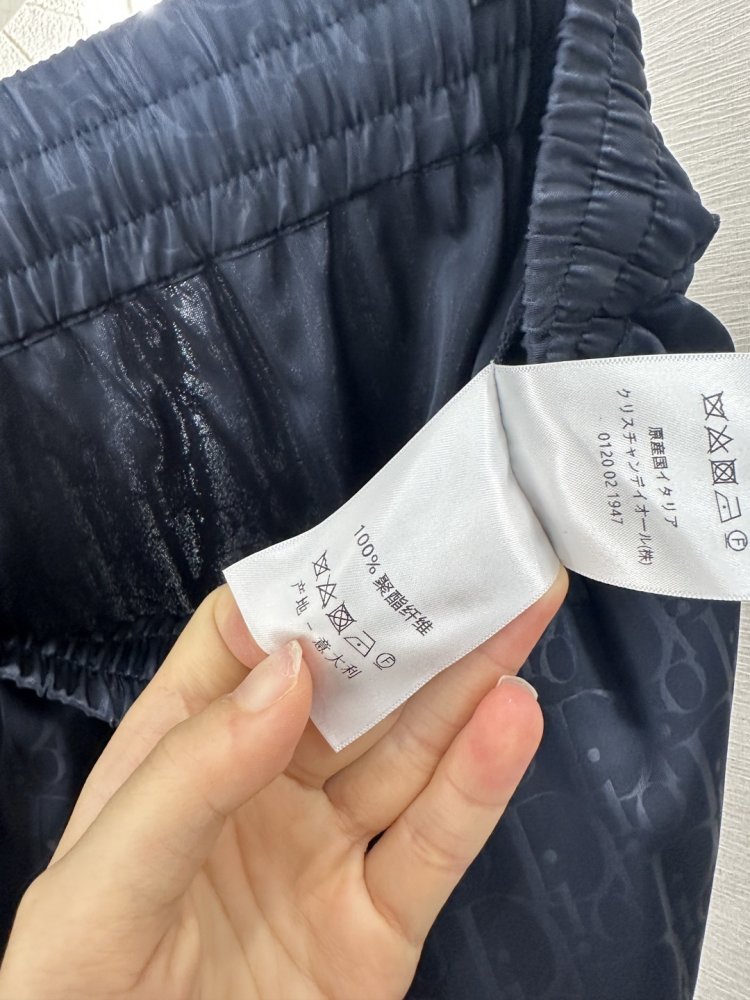 100% 聚酯纤维
Ⓕ
产地 - 意大利
Ⓕ
原産国イタリア
クリスチャンディオール(株)
0120 02 1947
Dior